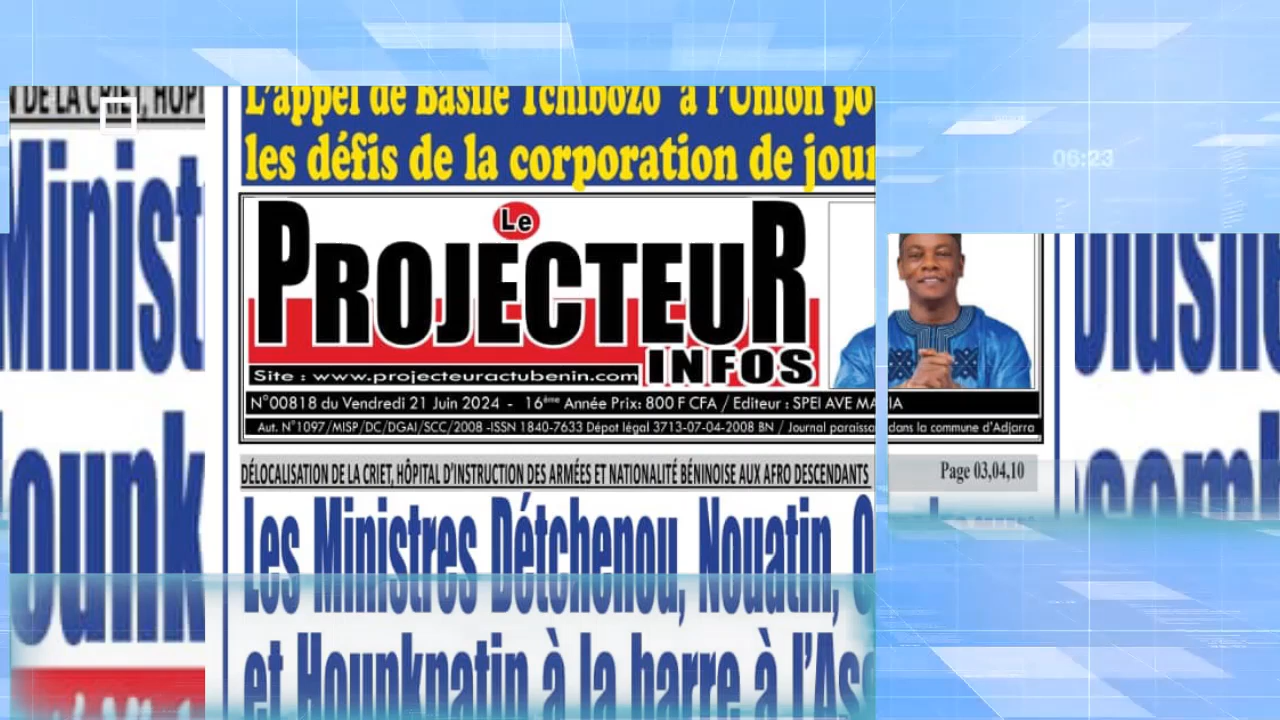 L'appel de Basile Tchibozo à l'Union po
les défis de la corporation de jour
Le
PROJECTEUR
INFOS
Site : www.projecteuractubenin.com
N°00818 du Vendredi 21 Juin 2024 - 16ème Année Prix: 800 F CFA / Editeur : SPEI AVE MARIA
Aut. N°1097/MISP/DC/DGAI/SCC/2008 -ISSN 1840-7633 Dépot légal 3713-07-04-2008 BN / Journal paraissa dans la commune d'Adjarra
DÉLOCALISATION DE LA CRIET, HÔPITAL D'INSTRUCTION DES ARMÉES ET NATIONALITÉ BÉNINOISE AUX AFRO DESCENDANTS
Page 03,04,10
Les Ministres Détchenou, Nouatin, O
et Hounkpatin à la barre à l'Ass
06:23
DE LA CRIET, HÔPI
Minist
ounk